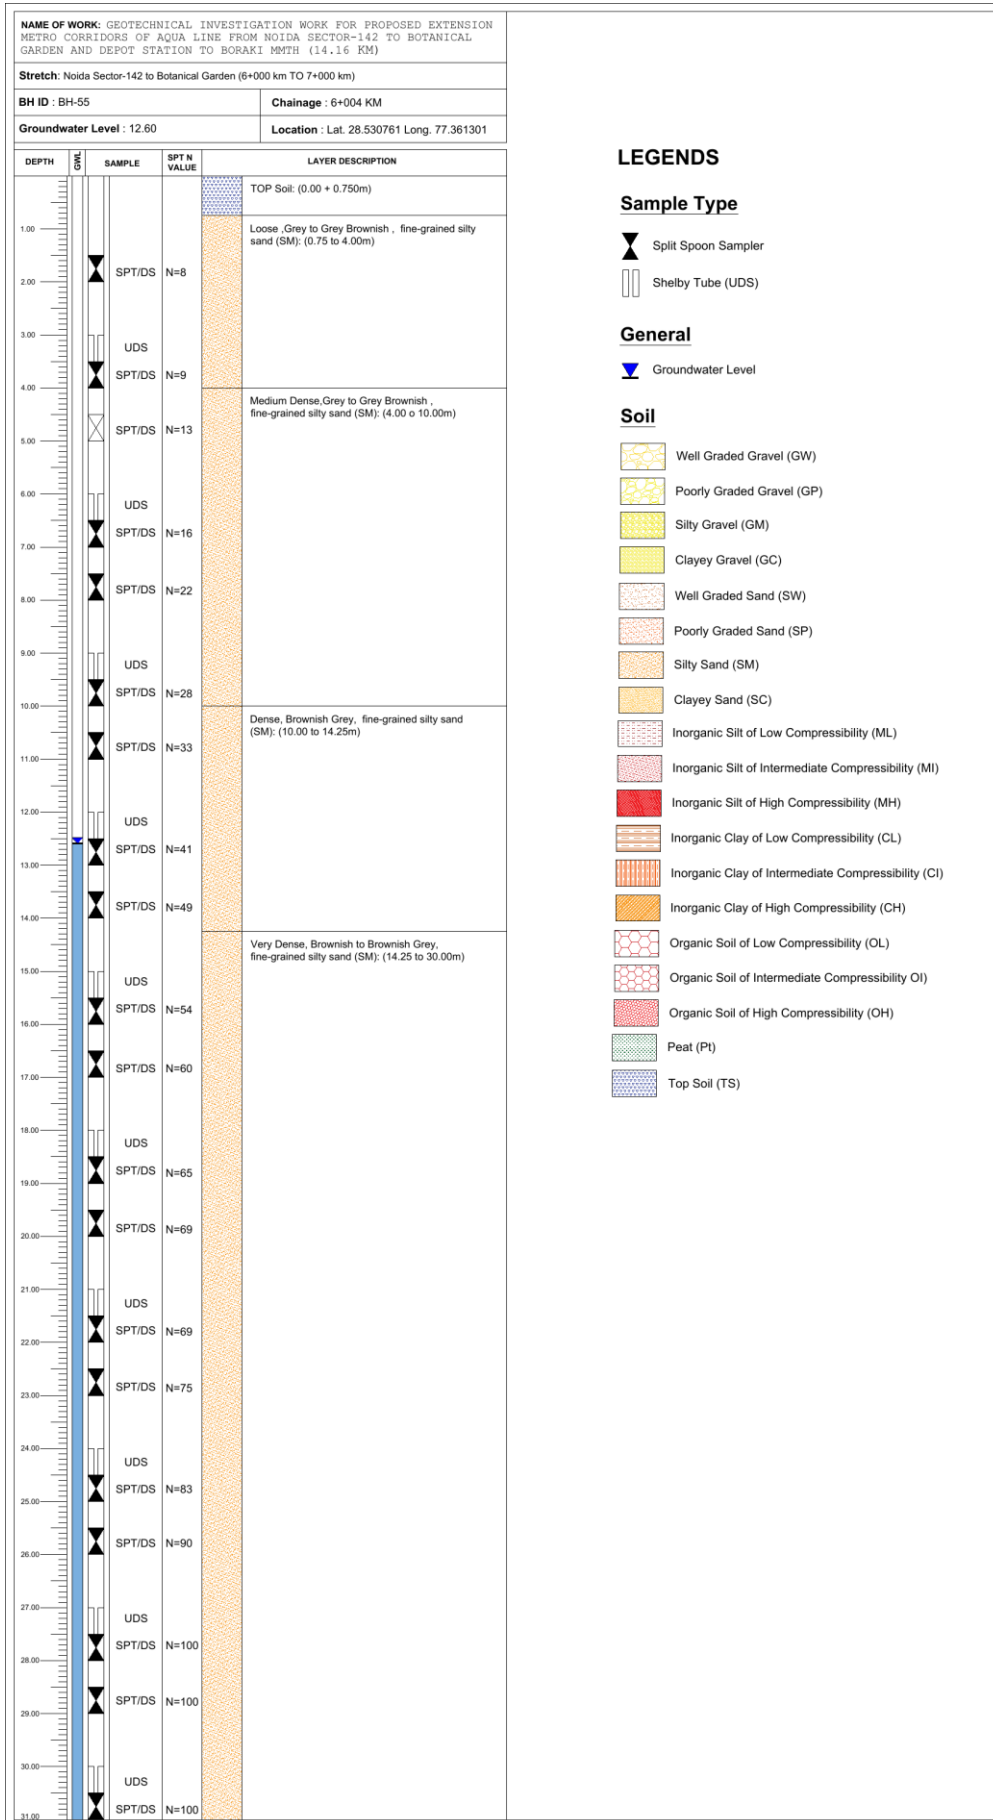 NAME OF WORK: GEOTECHNICAL INVESTIGATION WORK FOR PROPOSED EXTENSION
METRO CORRIDORS OF AQUA LINE FROM NOIDA SECTOR-142 TO BOTANICAL
GARDEN AND DEPOT STATION TO BORAKI MMTH (14.16 KM)
Stretch: Noida Sector-142 to Botanical Garden (6+000 km TO 7+000 km)
BH ID : BH-55
Chainage : 6+004 KM
Groundwater Level : 12.60
Location : Lat. 28.530761 Long. 77.361301
DEPTH
GWL
SAMPLE
SPT N
VALUE
LAYER DESCRIPTION
TOP Soil: (0.00 + 0.750m)
1.00
Loose ,Grey to Grey Brownish , fine-grained silty
sand (SM): (0.75 to 4.00m)
SPT/DS N=8
2.00
3.00
UDS
SPT/DS N=9
4.00
Medium Dense,Grey to Grey Brownish ,
fine-grained silty sand (SM): (4.00 o 10.00m)
SPT/DS N=13
5.00
6.00
UDS
SPT/DS N=16
7.00
SPT/DS N=22
8.00
9.00
UDS
SPT/DS N=28
10.00
Dense, Brownish Grey, fine-grained silty sand
(SM): (10.00 to 14.25m)
SPT/DS N=33
11.00
12.00
UDS
SPT/DS N=41
13.00
SPT/DS N=49
14.00
Very Dense, Brownish to Brownish Grey,
fine-grained silty sand (SM): (14.25 to 30.00m)
15.00
UDS
SPT/DS N=54
16.00
SPT/DS N=60
17.00
18.00
UDS
SPT/DS N=65
19.00
SPT/DS N=69
20.00
21.00
UDS
SPT/DS N=69
22.00
SPT/DS N=75
23.00
24.00
UDS
SPT/DS N=83
25.00
SPT/DS N=90
26.00
27.00
UDS
SPT/DS N=100
28.00
SPT/DS N=100
29.00
30.00
UDS
SPT/DS N=100
31.00
LEGENDS
Sample Type
Split Spoon Sampler
Shelby Tube (UDS)
General
Groundwater Level
Soil
Well Graded Gravel (GW)
Poorly Graded Gravel (GP)
Silty Gravel (GM)
Clayey Gravel (GC)
Well Graded Sand (SW)
Poorly Graded Sand (SP)
Silty Sand (SM)
Clayey Sand (SC)
Inorganic Silt of Low Compressibility (ML)
Inorganic Silt of Intermediate Compressibility (MI)
Inorganic Silt of High Compressibility (MH)
Inorganic Clay of Low Compressibility (CL)
Inorganic Clay of Intermediate Compressibility (CI)
Inorganic Clay of High Compressibility (CH)
Organic Soil of Low Compressibility (OL)
Organic Soil of Intermediate Compressibility OI)
Organic Soil of High Compressibility (OH)
Peat (Pt)
Top Soil (TS)